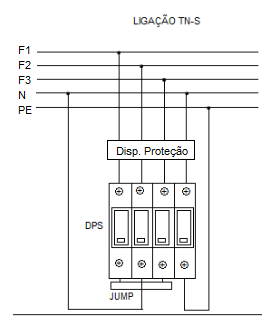 LIGAÇÃO TN-S
F1
F2
F3
N
PE
Disp. Proteção
DPS
JUMP